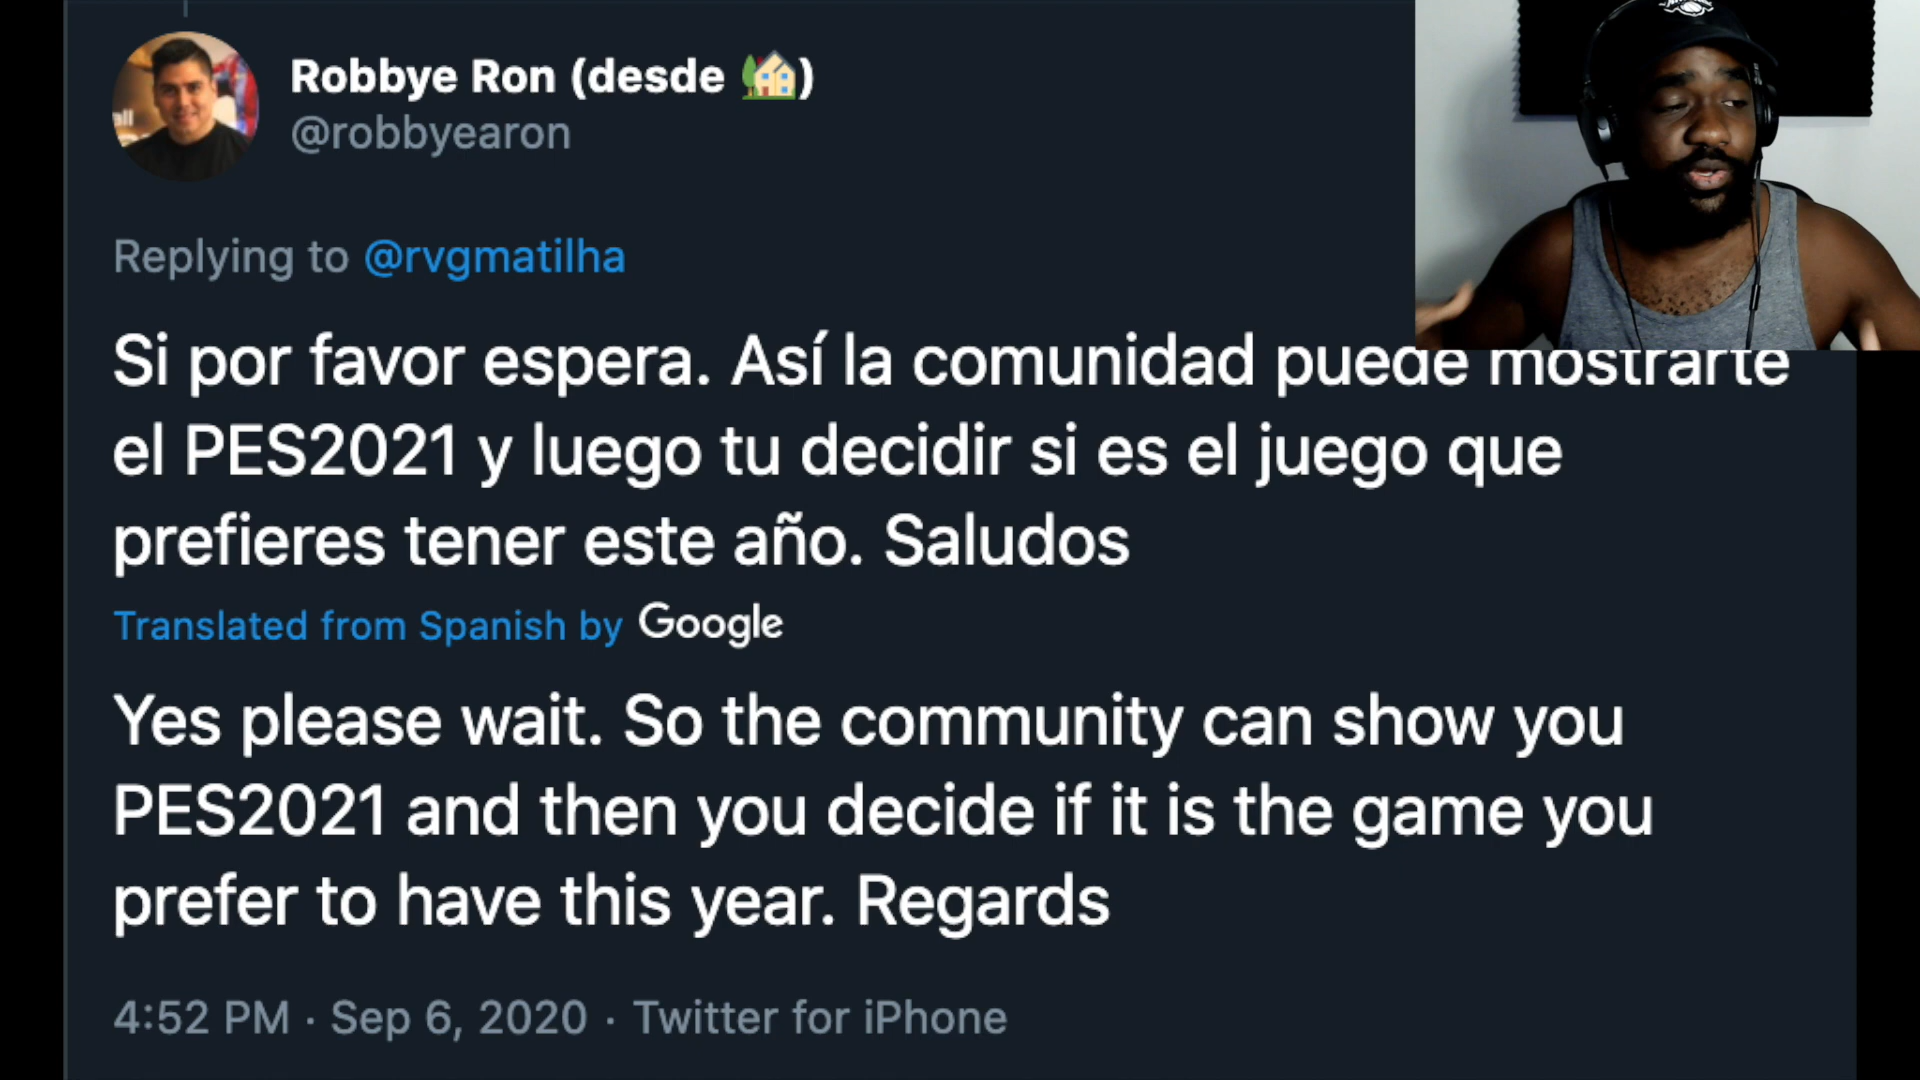 Robbye Ron (desde 🏡)
@robbyearon
Replying to @rvgmatilha
Si por favor espera. Así la comunidad puede mostrarte
el PES2021 y luego tu decidir si es el juego que
prefieres tener este año. Saludos
Translated from Spanish by Google
Yes please wait. So the community can show you
PES2021 and then you decide if it is the game you
prefer to have this year. Regards
4:52 PM · Sep 6, 2020 · Twitter for iPhone